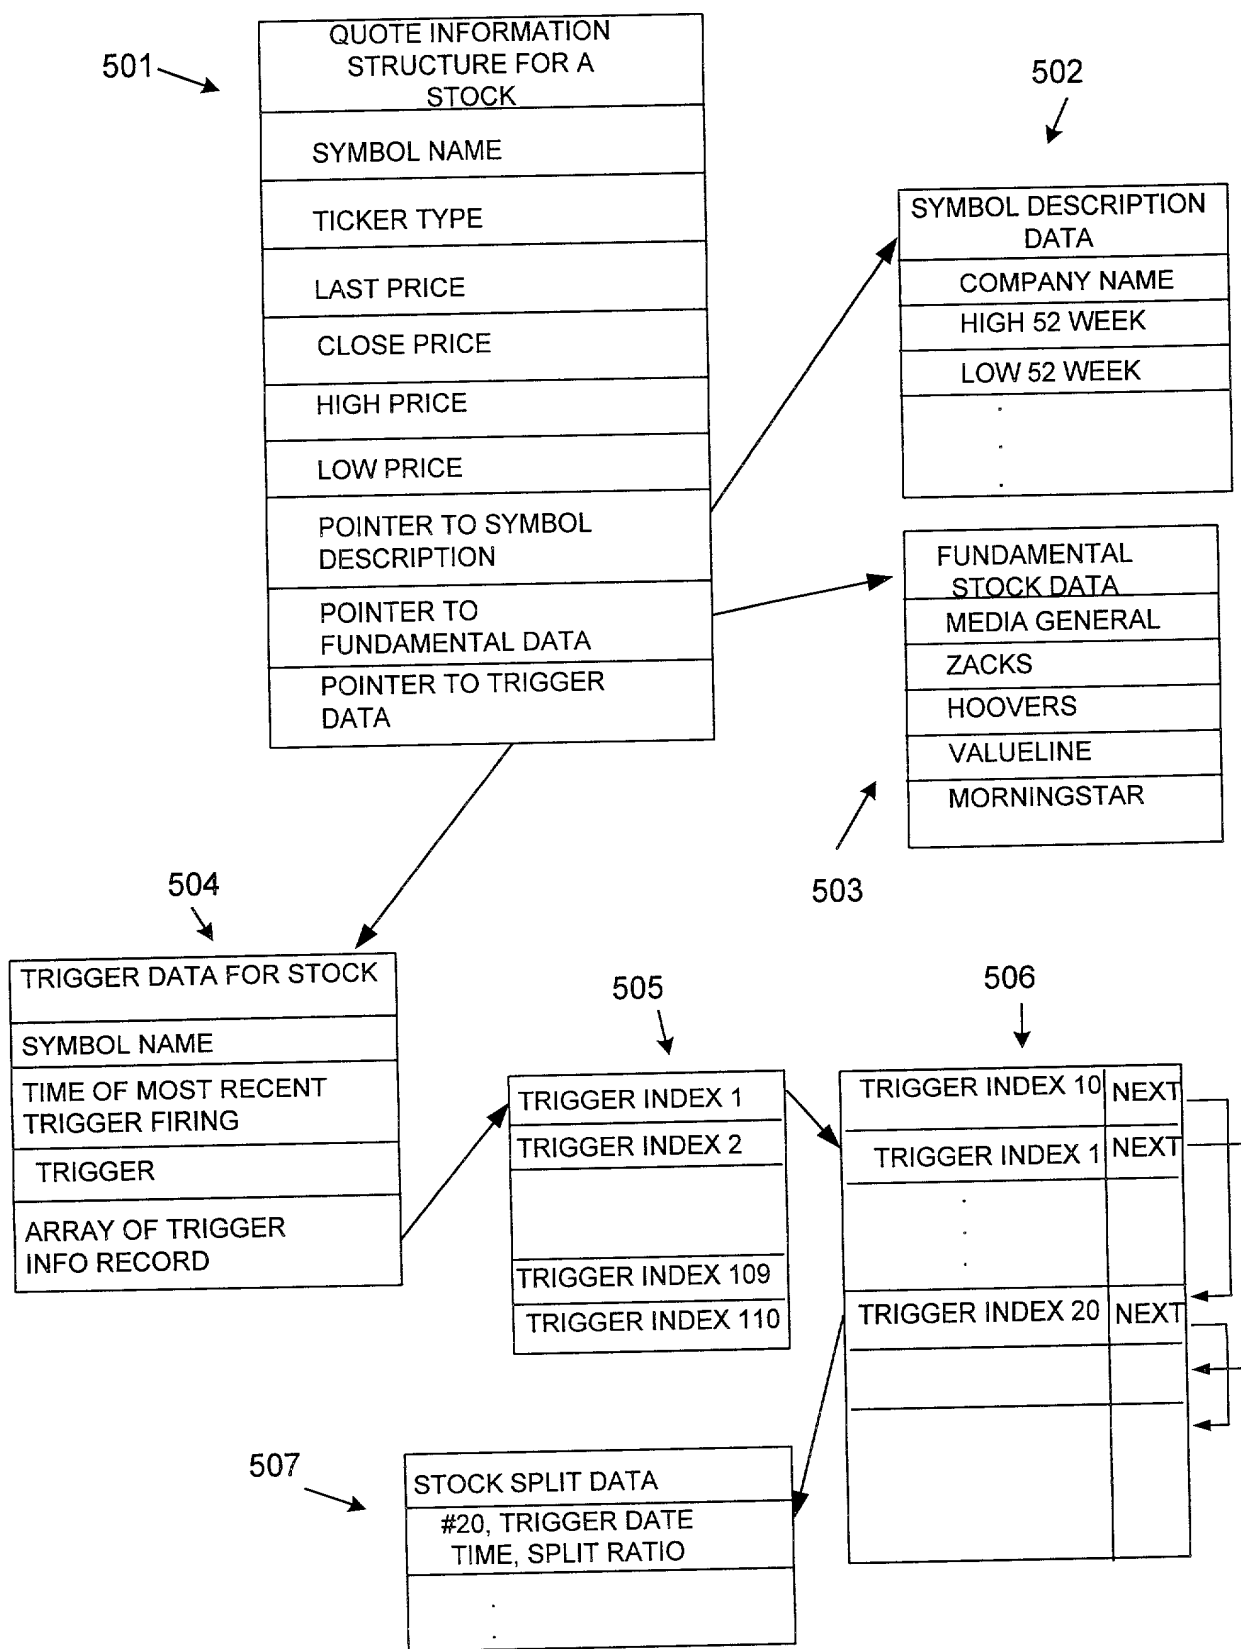 501
QUOTE INFORMATION
STRUCTURE FOR A
STOCK
SYMBOL NAME
TICKER TYPE
LAST PRICE
CLOSE PRICE
HIGH PRICE
LOW PRICE
POINTER TO SYMBOL
DESCRIPTION
POINTER TO
FUNDAMENTAL DATA
POINTER TO TRIGGER
DATA
502
SYMBOL DESCRIPTION
DATA
COMPANY NAME
HIGH 52 WEEK
LOW 52 WEEK
.
.
.
FUNDAMENTAL
STOCK DATA
MEDIA GENERAL
ZACKS
HOOVERS
VALUELINE
MORNINGSTAR
503
504
TRIGGER DATA FOR STOCK
SYMBOL NAME
TIME OF MOST RECENT
TRIGGER FIRING
TRIGGER
ARRAY OF TRIGGER
INFO RECORD
505
TRIGGER INDEX 1
TRIGGER INDEX 2
TRIGGER INDEX 109
TRIGGER INDEX 110
506
TRIGGER INDEX 10 NEXT
TRIGGER INDEX 1 NEXT
.
.
.
TRIGGER INDEX 20 NEXT
507
STOCK SPLIT DATA
#20, TRIGGER DATE
TIME, SPLIT RATIO
.
.